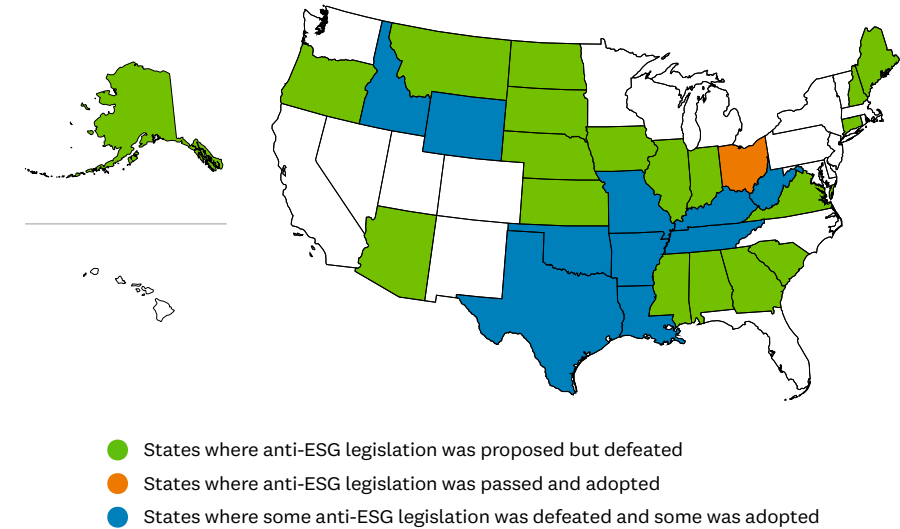 States where anti-ESG legislation was proposed but defeated
States where anti-ESG legislation was passed and adopted
States where some anti-ESG legislation was defeated and some was adopted